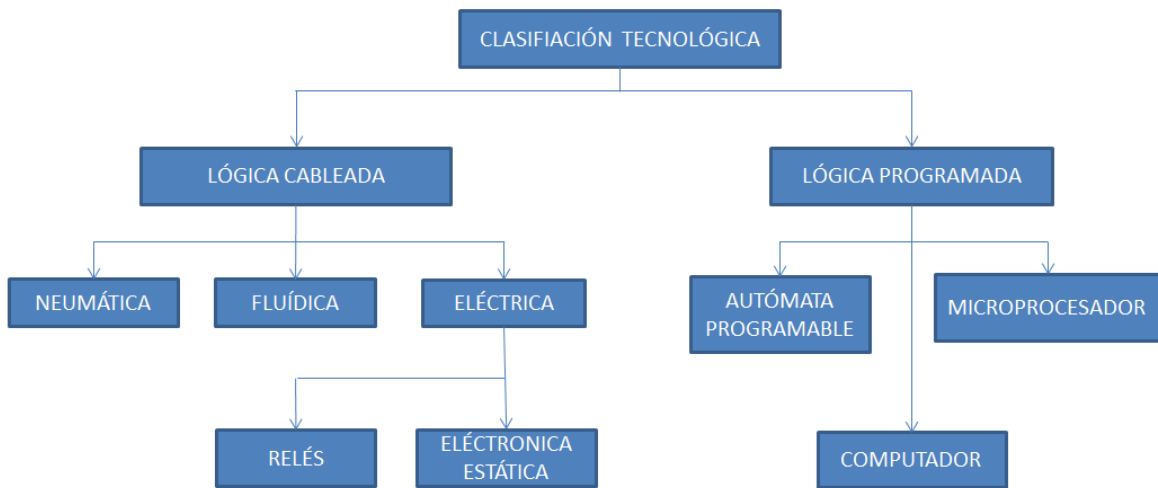 CLASIFIACIÓN TECNOLÓGICA
LÓGICA CABLEADA
LÓGICA PROGRAMADA
NEUMÁTICA
FLUÍDICA
ELÉCTRICA
AUTÓMATA
PROGRAMABLE
MICROPROCESADOR
RELÉS
ELÉCTRONICA
ESTÁTICA
COMPUTADOR